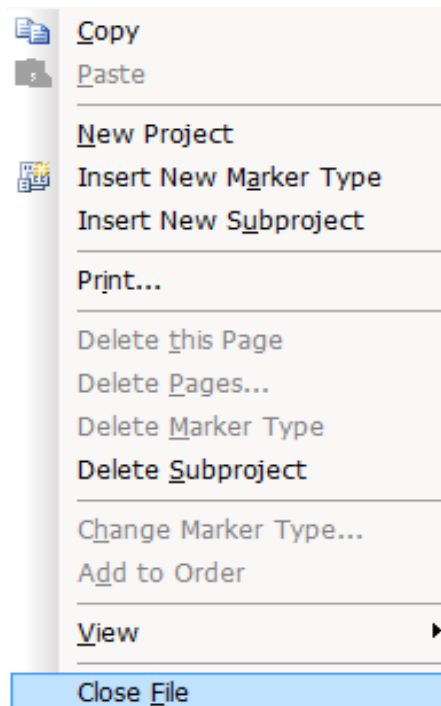 Copy
Paste
New Project
Insert New Marker Type
Insert New Subproject
Print...
Delete this Page
Delete Pages...
Delete Marker Type
Delete Subproject
Change Marker Type...
Add to Order
View
Close File